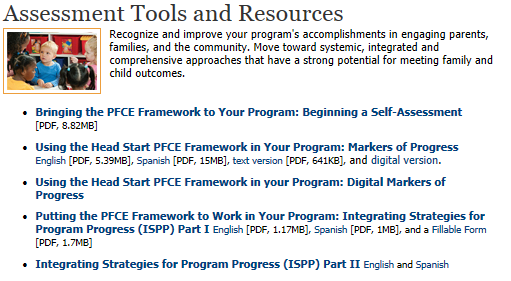 Assessment Tools and Resources
Recognize and improve your program's accomplishments in engaging parents,
families, and the community. Move toward systemic, integrated and
comprehensive approaches that have a strong potential for meeting family and
child outcomes.
• Bringing the PFCE Framework to Your Program: Beginning a Self-Assessment
[PDF, 8.82MB]
• Using the Head Start PFCE Framework in Your Program: Markers of Progress
English [PDF, 5.39MB], Spanish [PDF, 15MB], text version [PDF, 641KB], and digital version.
• Using the Head Start PFCE Framework in your Program: Digital Markers of
Progress
• Putting the PFCE Framework to Work in Your Program: Integrating Strategies for
Program Progress (ISPP) Part I English [PDF, 1.17MB], Spanish [PDF, 1MB], and a Fillable Form
[PDF, 1.7MB]
• Integrating Strategies for Program Progress (ISPP) Part II English and Spanish